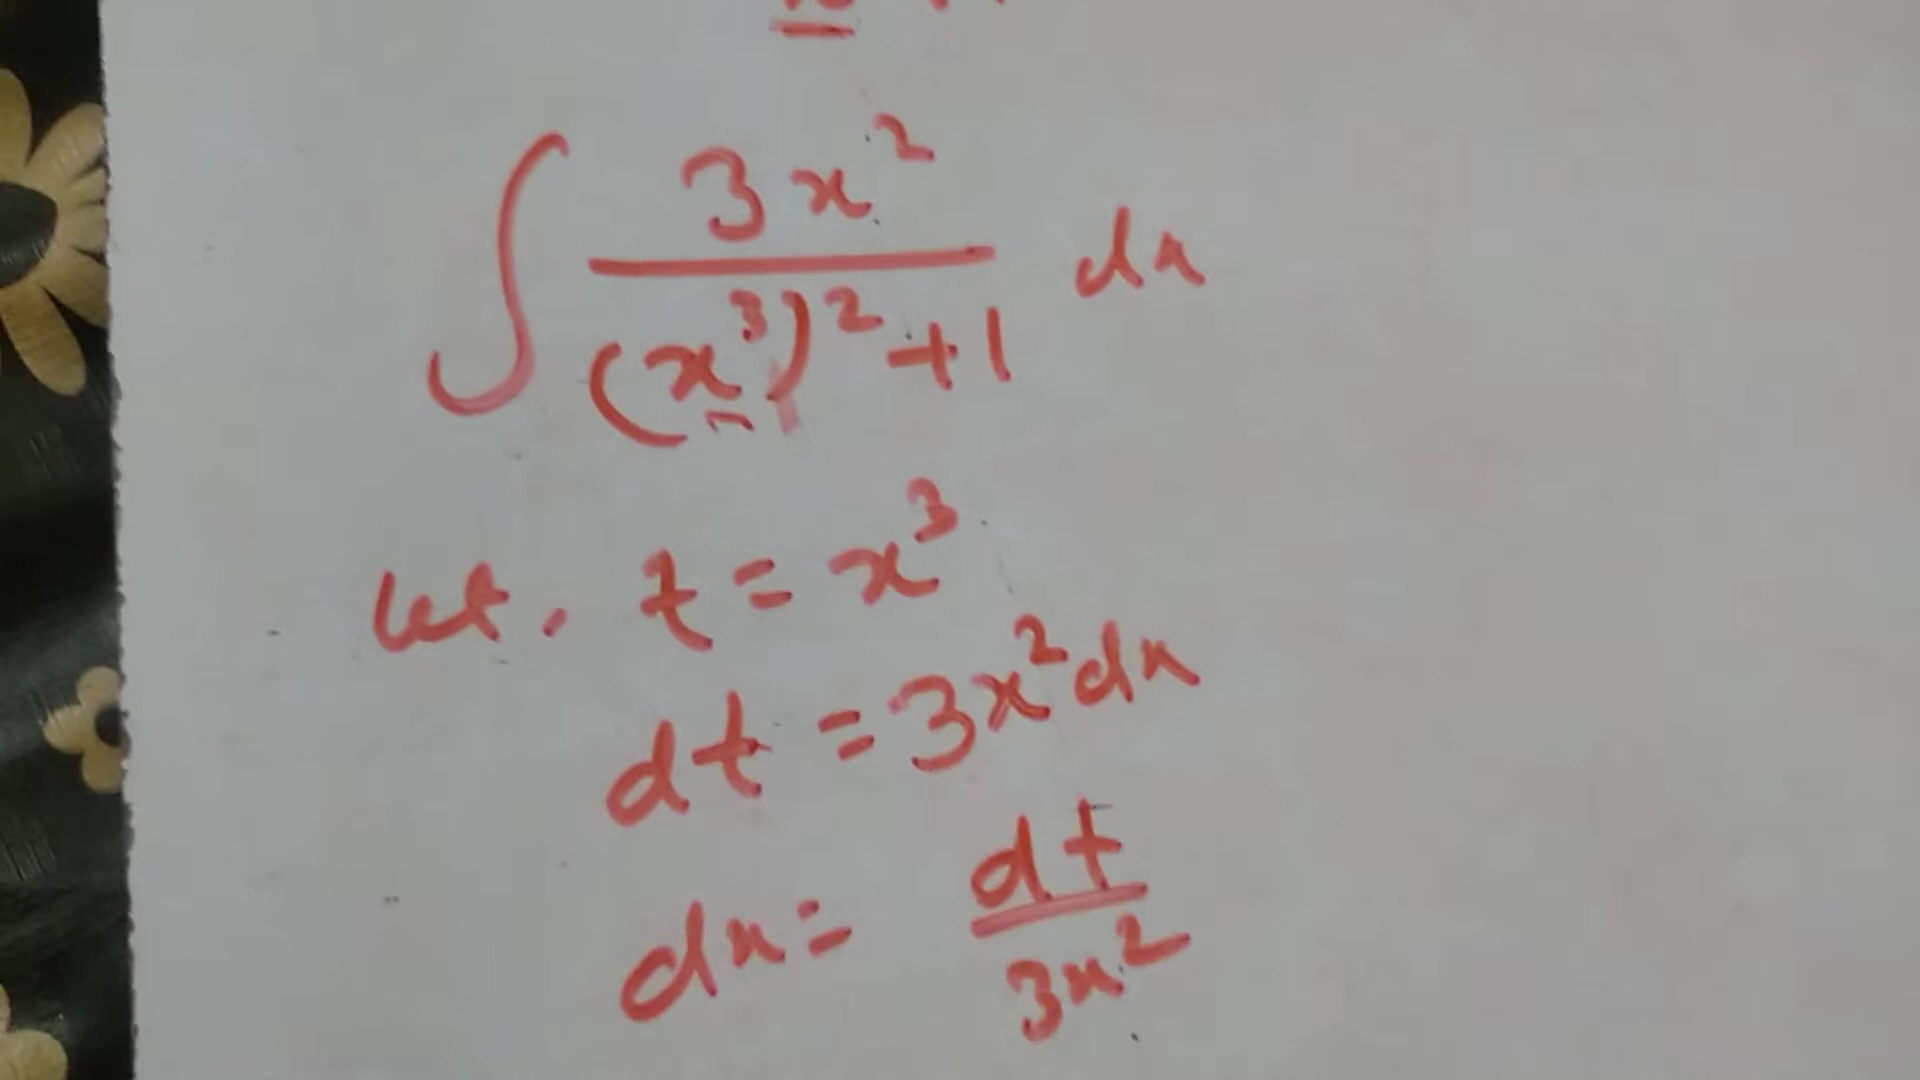 ∫ 3x² / (x³)² + 1 dx
let, t = x³
dt = 3x² dx
dx = dt / 3x²